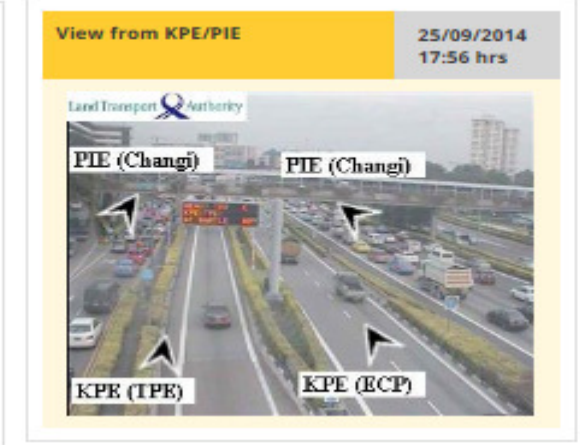 View from KPE/PIE
25/09/2014
17:56 hrs
Land Transport Authority
PIE (Changi)
PIE (Changi)
KPE (TPE)
KPE (ECP)